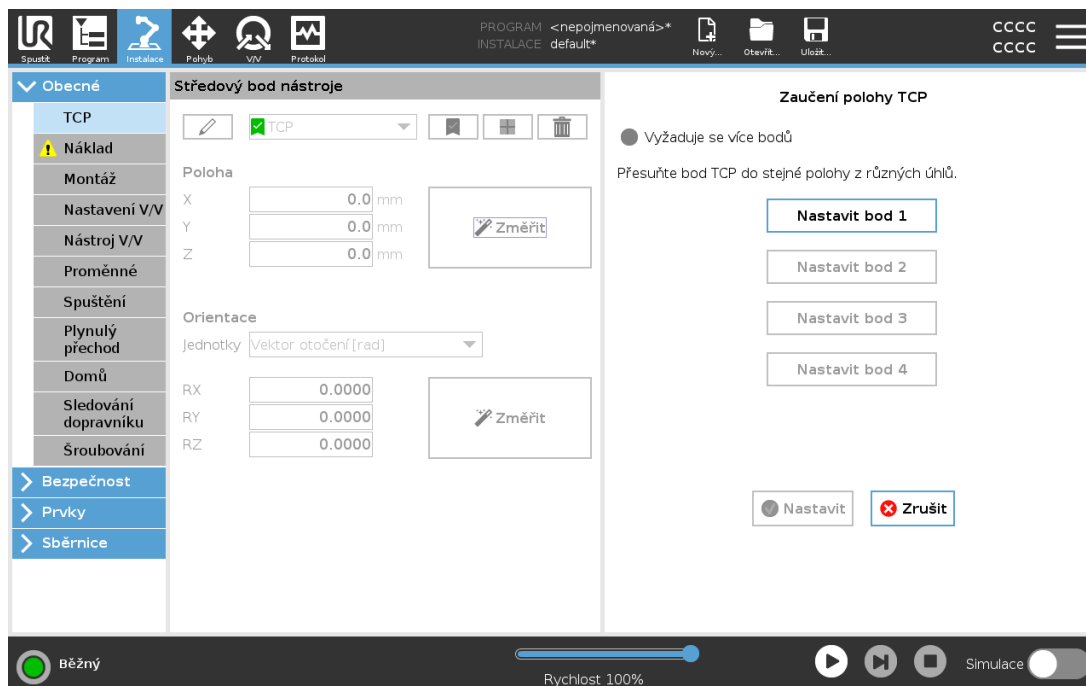 PROGRAM <nepojmenovaná>*
INSTALACE default*
CCCC
CCCC
Spustit Program Instalace Pohyb V/V Protokol Nový... Otevřít... Uložit...
Obecné
TCP
Náklad
Montáž
Nastavení V/V
Nástroj V/V
Proměnné
Spuštění
Plynulý
přechod
Domů
Sledování
dopravníku
Šroubování
Bezpečnost
Prvky
Sběrnice
Středový bod nástroje
TCP
Poloha
X 0.0 mm
Y 0.0 mm
Z 0.0 mm
Změřit
Orientace
Jednotky Vektor otočení [rad]
RX 0.0000
RY 0.0000
RZ 0.0000
Změřit
Zaučení polohy TCP
Vyžaduje se více bodů
Přesuňte bod TCP do stejné polohy z různých úhlů.
Nastavit bod 1
Nastavit bod 2
Nastavit bod 3
Nastavit bod 4
Nastavit Zrušit
Běžný
Rychlost 100%
Simulace